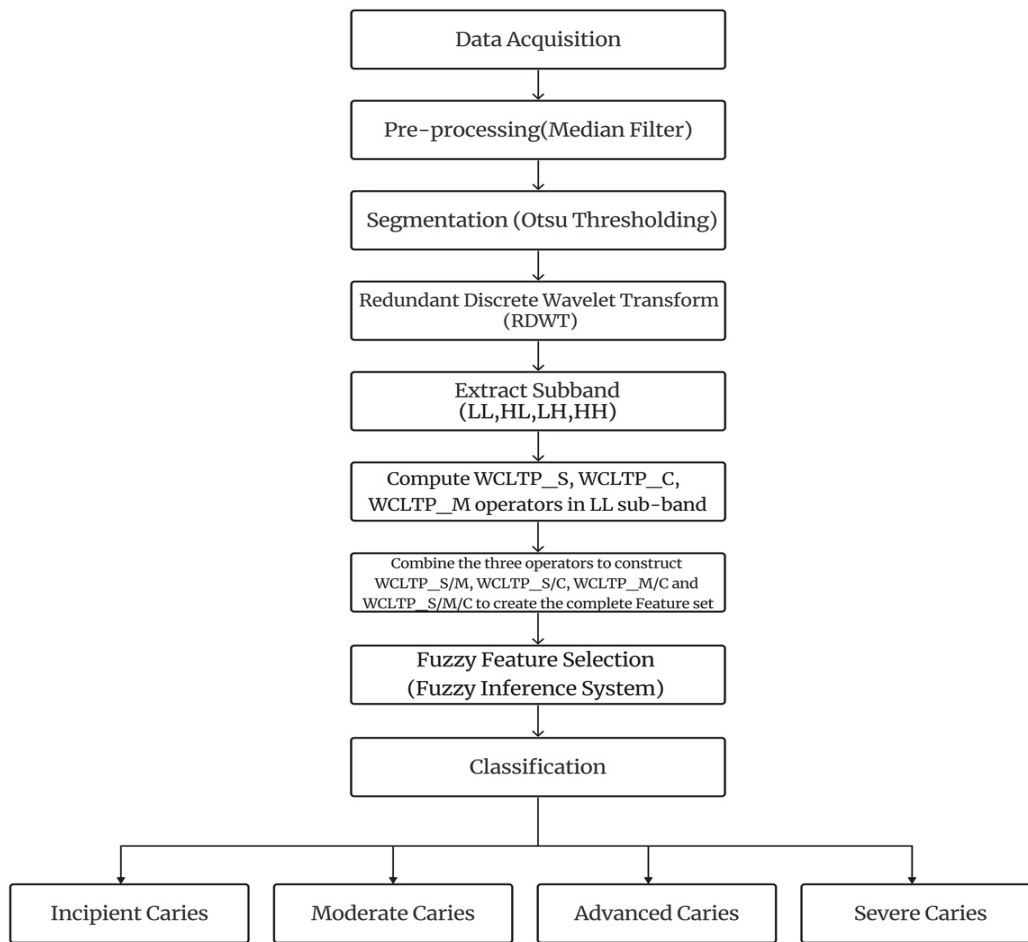 Data Acquisition
Pre-processing(Median Filter)
Segmentation (Otsu Thresholding)
Redundant Discrete Wavelet Transform
(RDWT)
Extract Subband
(LL,HL,LH,HH)
Compute WCLTP_S, WCLTP_C,
WCLTP_M operators in LL sub-band
Combine the three operators to construct
WCLTP_S/M, WCLTP_S/C, WCLTP_M/C and
WCLTP_S/M/C to create the complete Feature set
Fuzzy Feature Selection
(Fuzzy Inference System)
Classification
Incipient Caries
Moderate Caries
Advanced Caries
Severe Caries